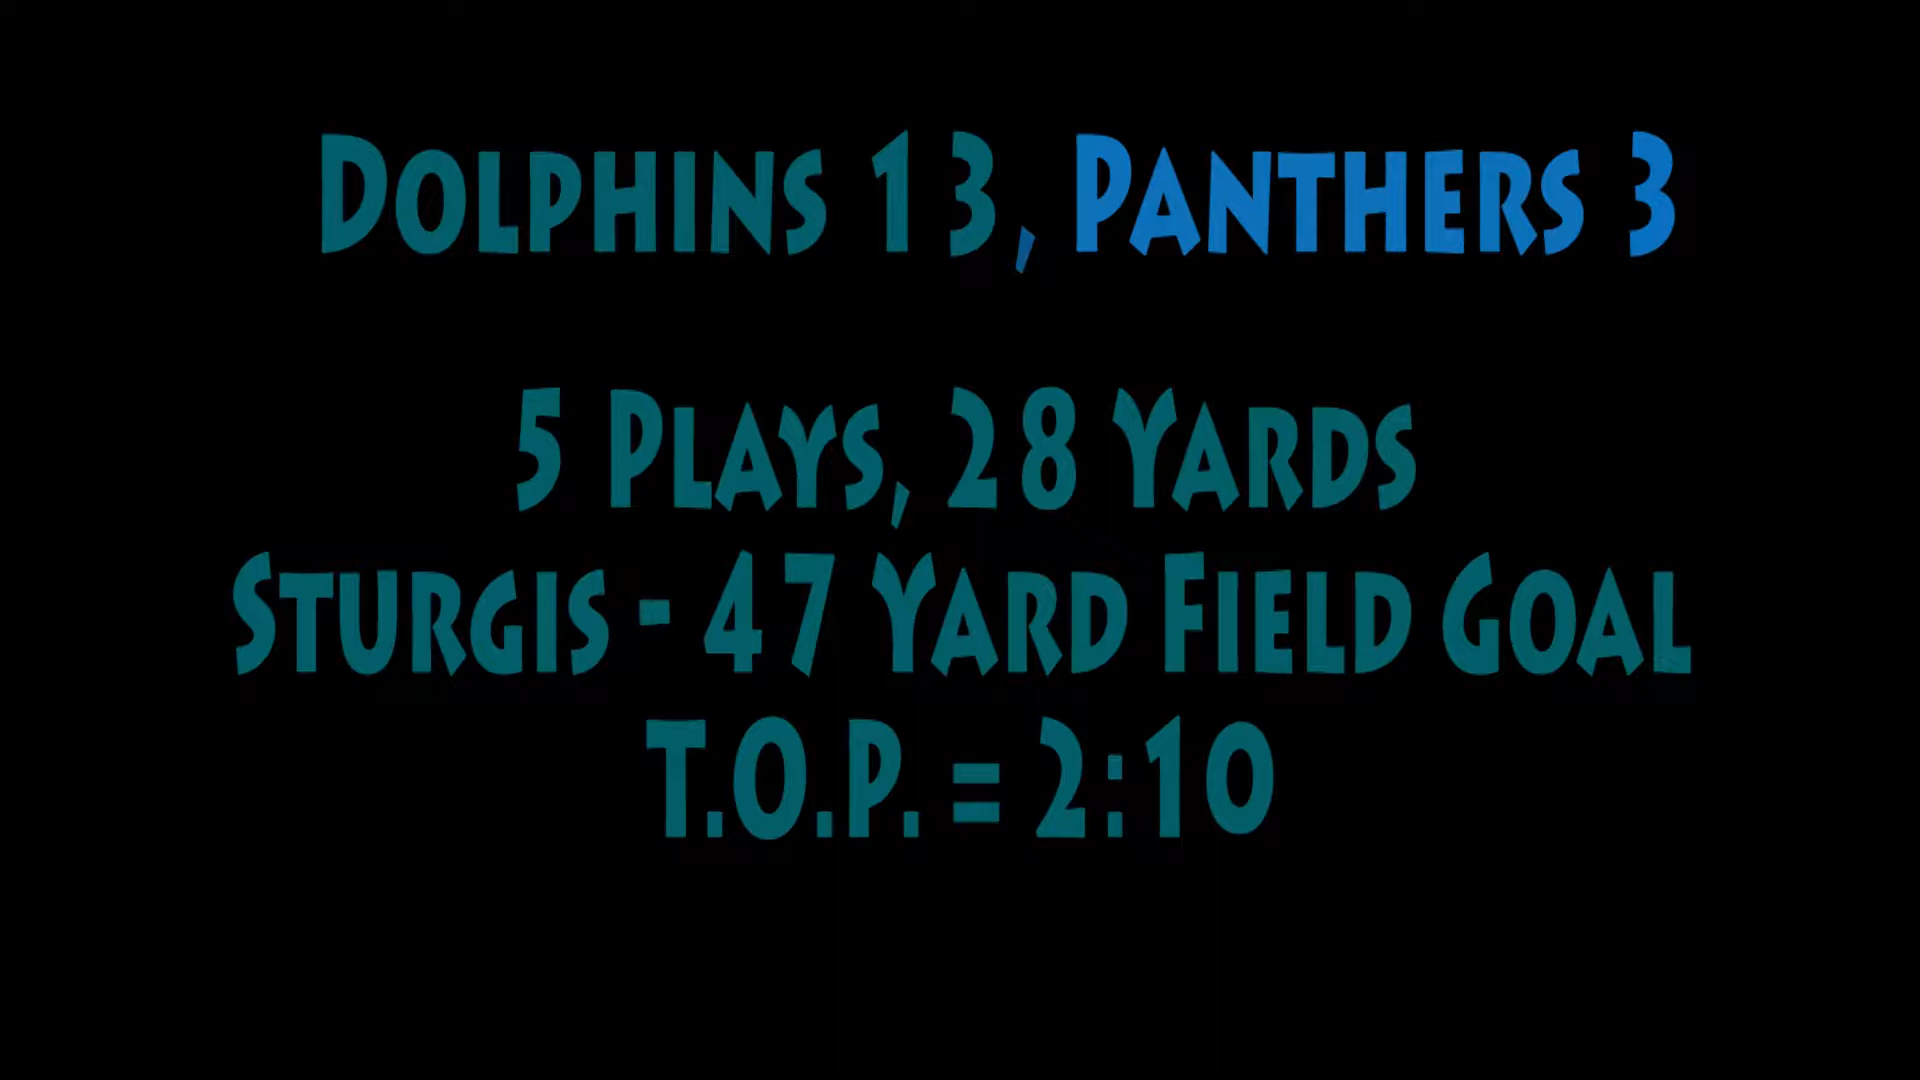 Dolphins 13, Panthers 3
5 Plays, 28 Yards
Sturgis - 47 Yard Field Goal
T.O.P. = 2:10